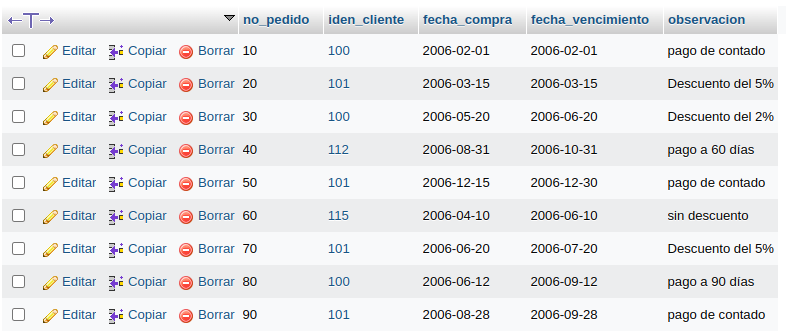 no_pedido iden_cliente fecha_compra fecha_vencimiento observacion
Editar Copiar Borrar 10 100 2006-02-01 2006-02-01 pago de contado
Editar Copiar Borrar 20 101 2006-03-15 2006-03-15 Descuento del 5%
Editar Copiar Borrar 30 100 2006-05-20 2006-06-20 Descuento del 2%
Editar Copiar Borrar 40 112 2006-08-31 2006-10-31 pago a 60 días
Editar Copiar Borrar 50 101 2006-12-15 2006-12-30 pago de contado
Editar Copiar Borrar 60 115 2006-04-10 2006-06-10 sin descuento
Editar Copiar Borrar 70 101 2006-06-20 2006-07-20 Descuento del 5%
Editar Copiar Borrar 80 100 2006-06-12 2006-09-12 pago a 90 días
Editar Copiar Borrar 90 101 2006-08-28 2006-09-28 pago de contado